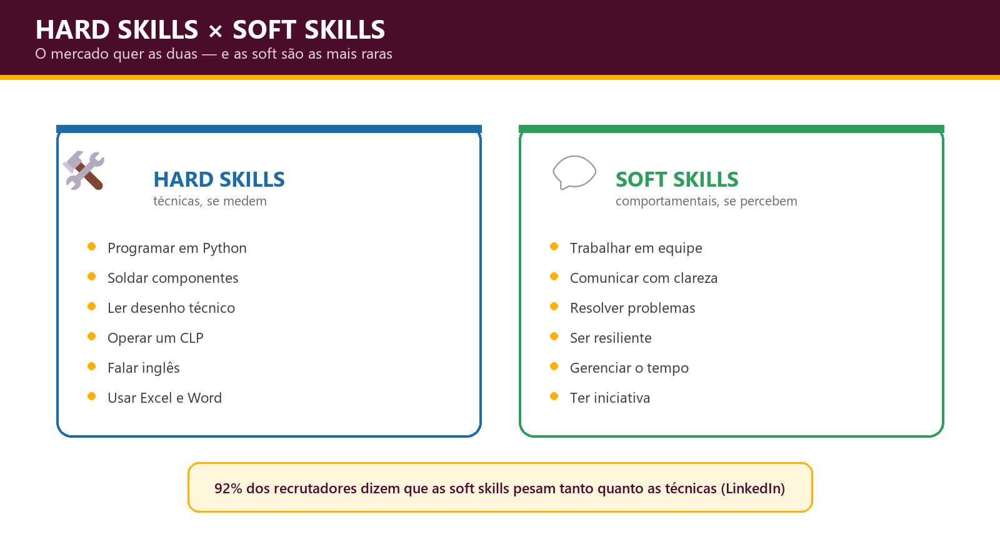 HARD SKILLS × SOFT SKILLS
O mercado quer as duas — e as soft são as mais raras
HARD SKILLS
técnicas, se medem
Programar em Python
Soldar componentes
Ler desenho técnico
Operar um CLP
Falar inglês
Usar Excel e Word
SOFT SKILLS
comportamentais, se percebem
Trabalhar em equipe
Comunicar com clareza
Resolver problemas
Ser resiliente
Gerenciar o tempo
Ter iniciativa
92% dos recrutadores dizem que as soft skills pesam tanto quanto as técnicas (LinkedIn)